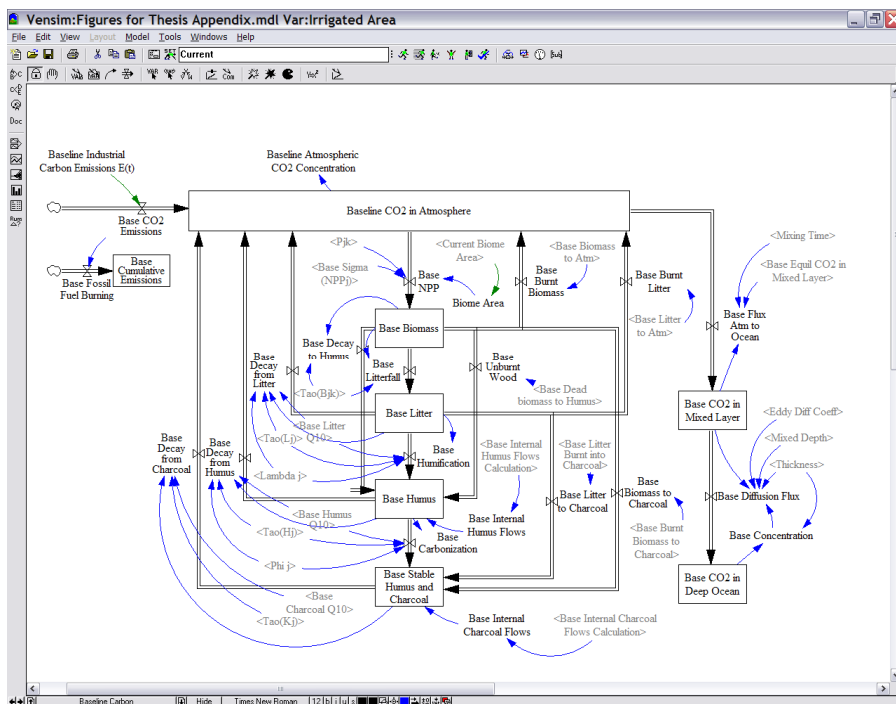 Vensim:Figures for Thesis Appendix.mdl Var:Irrigated Area
File Edit View Layout Model Tools Windows Help
Current
Doc
Baseline Industrial
Carbon Emissions E(t)
Baseline Atmospheric
CO2 Concentration
Baseline CO2 in Atmosphere
Base CO2
Emissions
Base
Cumulative
Emissions
Base Fossil
Fuel Burning
<Pjk>
<Base Sigma
(NPPj)>
Base
NPP
<Current Biome
Area>
Biome Area
Base
Burnt
Biomass
<Base Biomass
to Atm>
Base Burnt
Litter
<Base Litter
to Atm>
<Mixing Time>
<Base Equil CO2 in
Mixed Layer>
Base Flux
Atm to
Ocean
Base Biomass
Base Decay
to Humus
Base
Litterfall
Base
Decay
from
Litter
<Tao(Bjk)>
Base
Unburnt
Wood
<Base Dead
biomass to Humus>
Base Litter
<Base Litter
Q10>
<Tao(Lj)>
<Lambda j>
Base
Humification
Base
Decay
from
Charcoal
Base
Decay
from
Humus
<Base Internal
Humus Flows
Calculation>
<Base Litter
Burnt into
Charcoal>
Base Litter
to Charcoal
Base
Biomass to
Charcoal
<Base Burnt
Biomass to
Charcoal>
Base CO2 in
Mixed Layer
<Eddy Diff Coeff>
<Mixed Depth>
<Thickness>
Base Diffusion Flux
Base Concentration
Base CO2 in
Deep Ocean
Base Humus
<Base Humus
Q10>
<Tao(Hj)>
<Phi j>
Base
Carbonization
Base Internal
Humus Flows
Base Stable
Humus and
Charcoal
<Base
Charcoal Q10>
<Tao(Kj)>
Base Internal
Charcoal Flows
<Base Internal Charcoal
Flows Calculation>
Baseline Carbon Hide Times New Roman 12 b i u s